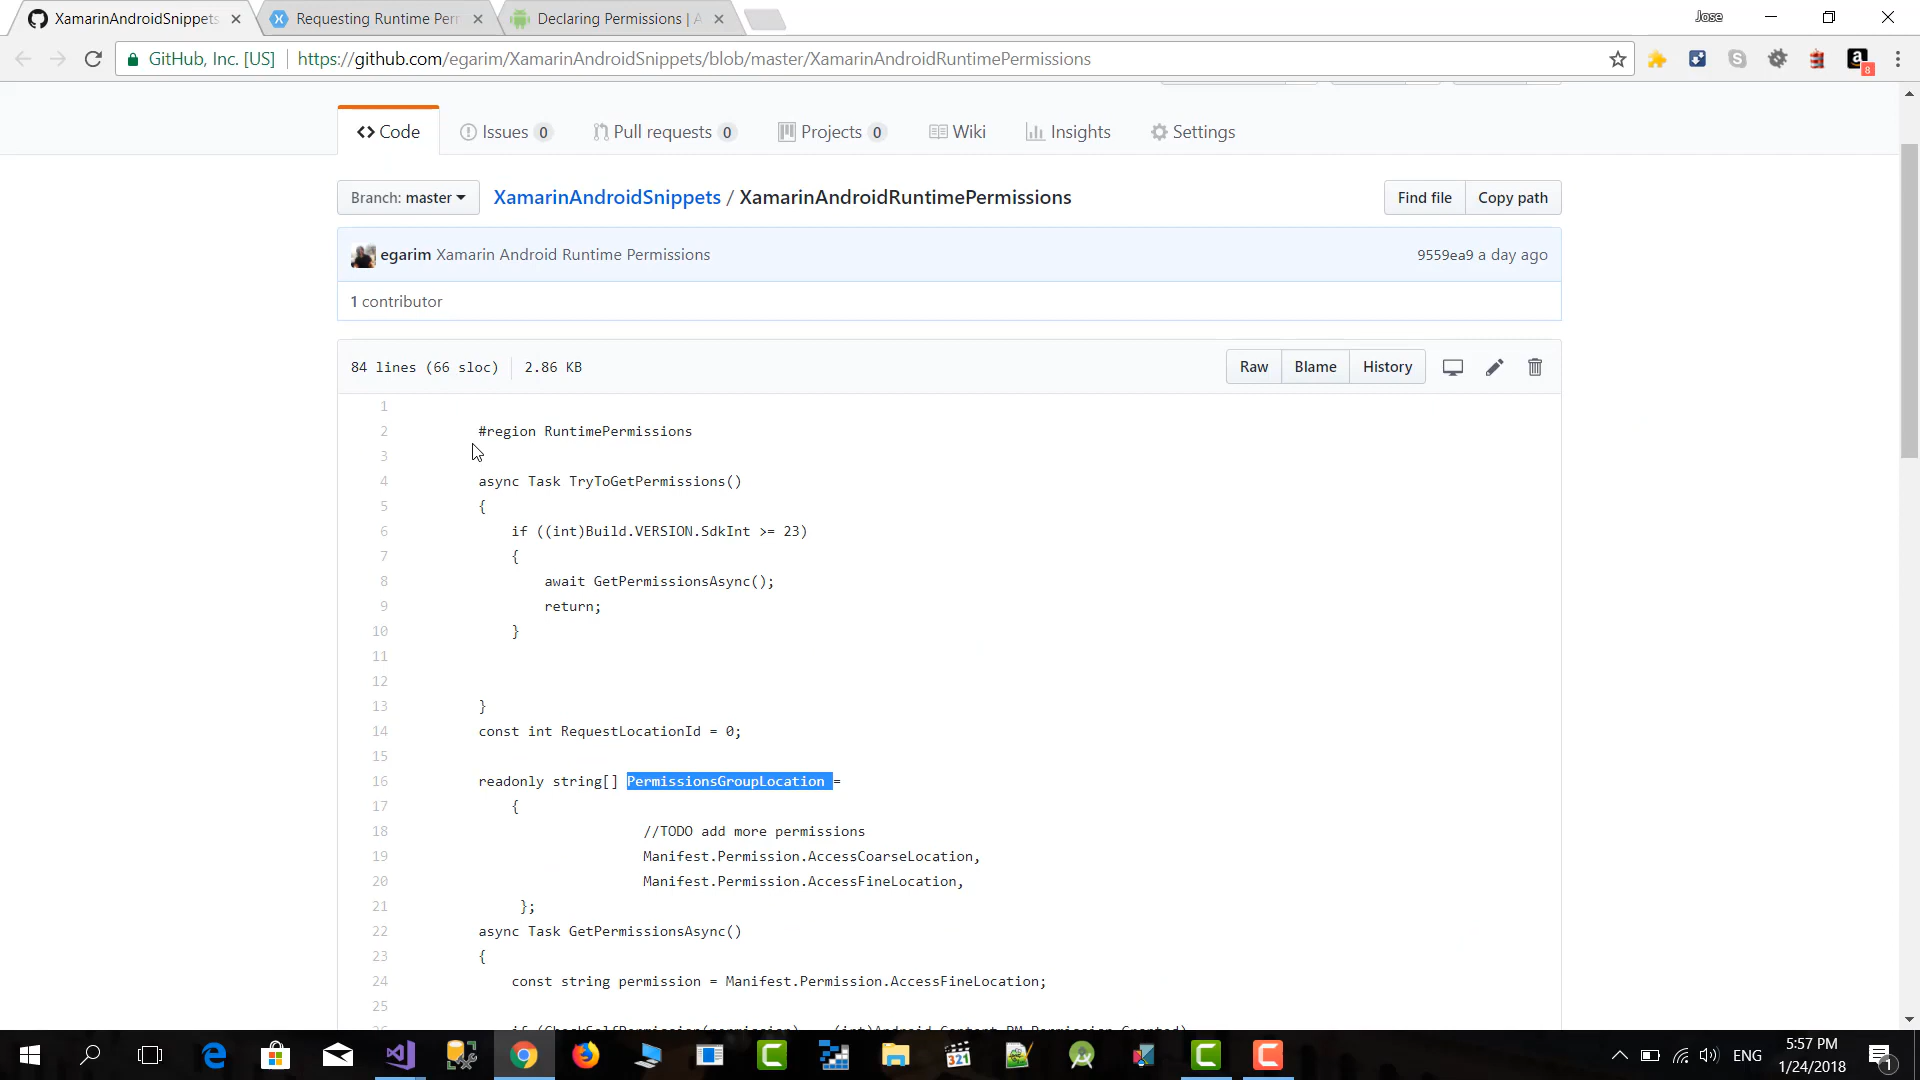 XamarinAndroidSnippets
Requesting Runtime Per
Declaring Permissions | A
Jose
GitHub, Inc. [US]
https://github.com/egarim/XamarinAndroidSnippets/blob/master/XamarinAndroidRuntimePermissions
8
Code
Issues 0
Pull requests 0
Projects 0
Wiki
Insights
Settings
Branch: master
XamarinAndroidSnippets / XamarinAndroidRuntimePermissions
Find file
Copy path
egarim Xamarin Android Runtime Permissions
9559ea9 a day ago
1 contributor
84 lines (66 sloc)
2.86 KB
Raw
Blame
History
1
2 #region RuntimePermissions
3
4 async Task TryToGetPermissions()
5 {
6 if ((int)Build.VERSION.SdkInt >= 23)
7 {
8 await GetPermissionsAsync();
9 return;
10 }
11
12
13 }
14 const int RequestLocationId = 0;
15
16 readonly string[] PermissionsGroupLocation =
17 {
18 //TODO add more permissions
19 Manifest.Permission.AccessCoarseLocation,
20 Manifest.Permission.AccessFineLocation,
21 };
22 async Task GetPermissionsAsync()
23 {
24 const string permission = Manifest.Permission.AccessFineLocation;
25
321
ENG
5:57 PM
1/24/2018
1